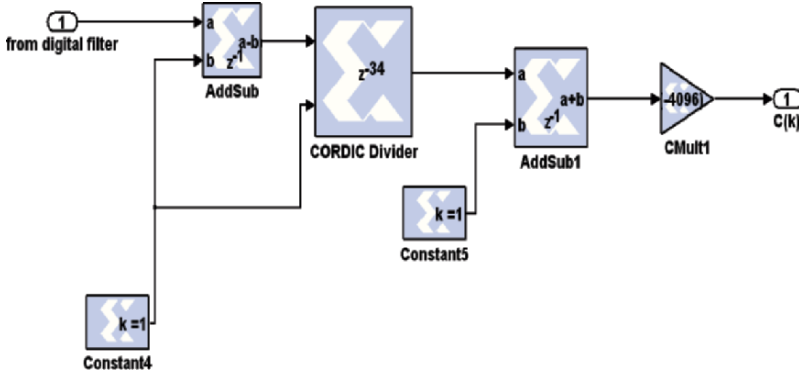 1
from digital filter
a
b
a-b
z-1
AddSub
z-34
CORDIC Divider
a
b
a+b
z-1
AddSub1
-4096)
CMult1
1
C(k)
k =1
Constant5
k =1
Constant4